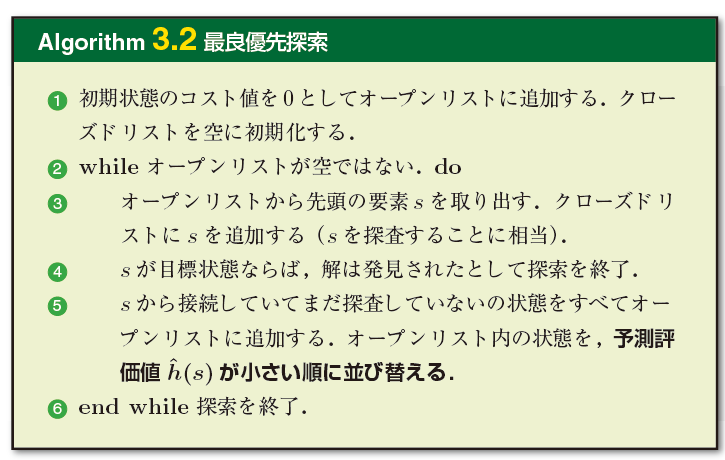 Algorithm 3.2 最良優先探索
1 初期状態のコスト値を0としてオープンリストに追加する．クロー
ズドリストを空に初期化する．
2 while オープンリストが空ではない．do
3 オープンリストから先頭の要素 s を取り出す．クローズドリ
ストに s を追加する（s を探査することに相当）．
4 s が目標状態ならば，解は発見されたとして探索を終了．
5 s から接続していてまだ探査していないの状態をすべてオー
プンリストに追加する．オープンリスト内の状態を，予測評
価値 ĥ(s) が小さい順に並び替える．
6 end while 探索を終了．